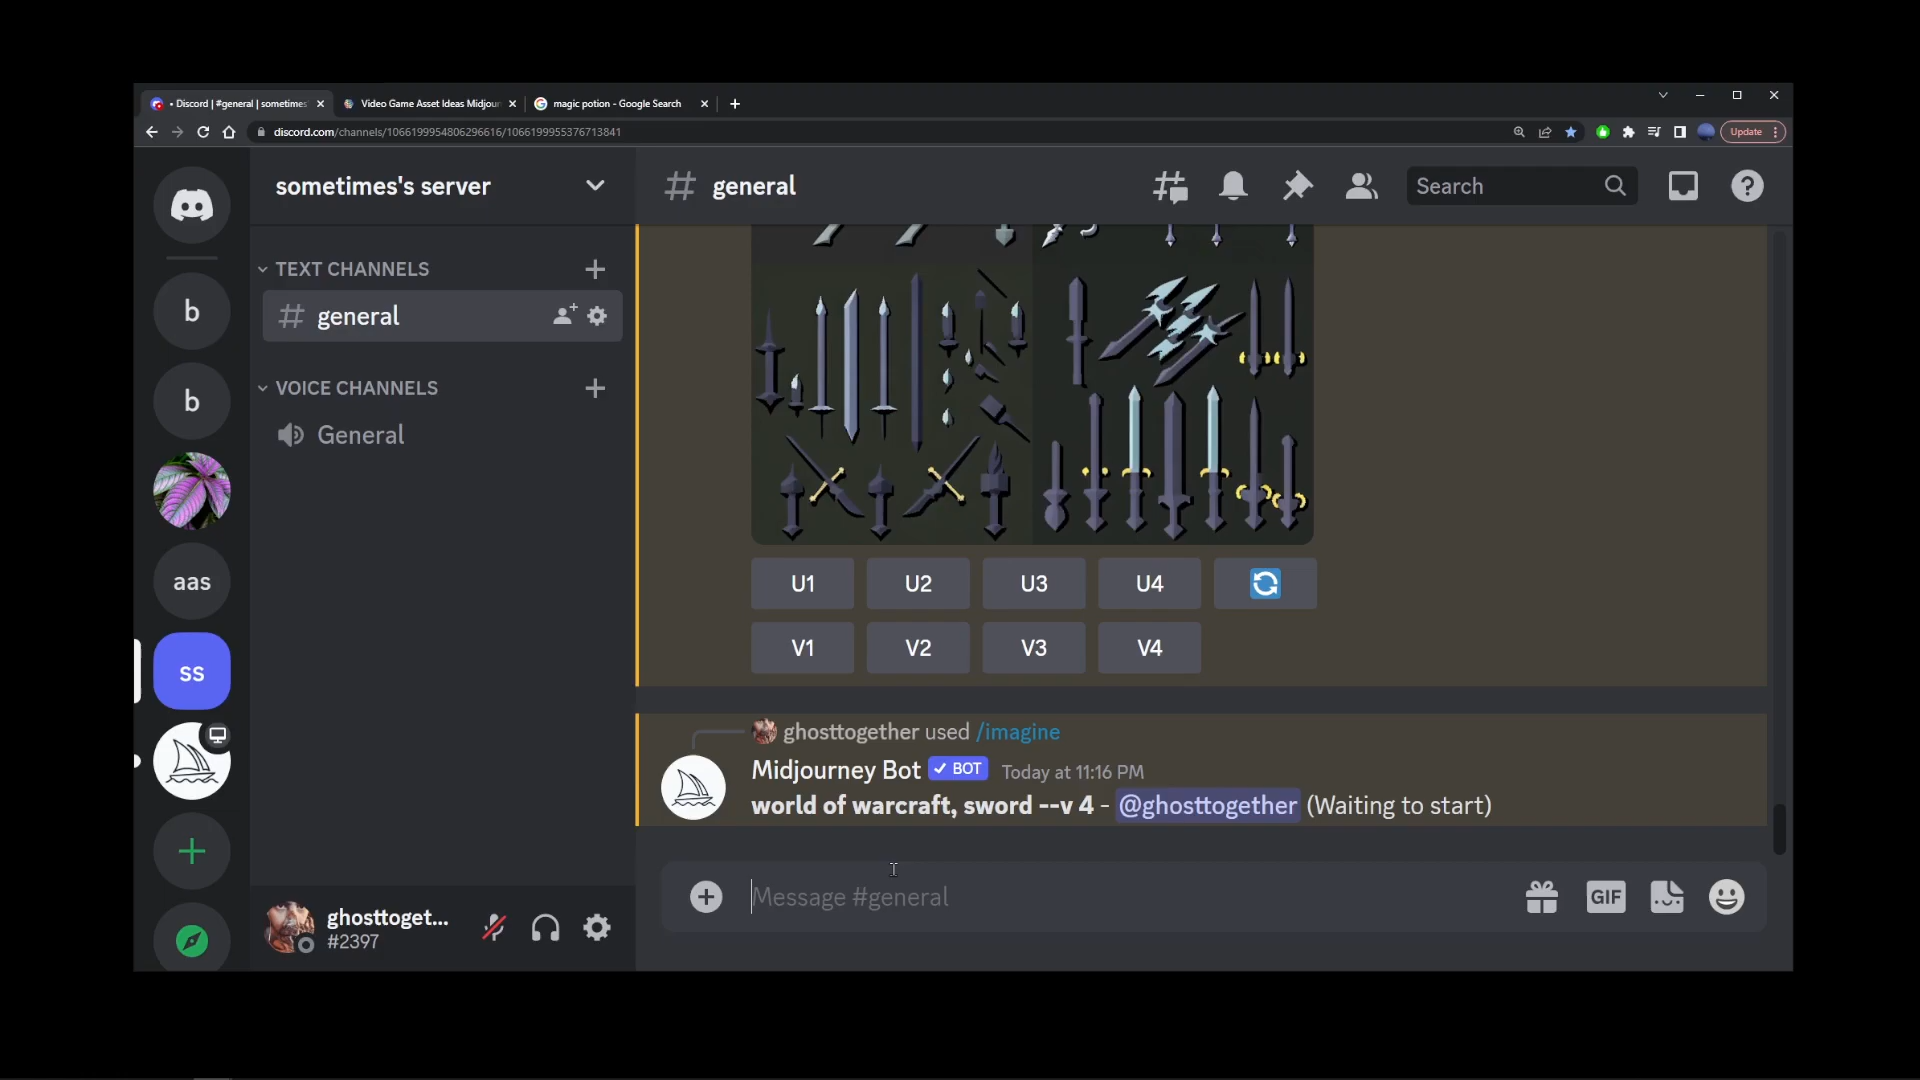 • Discord | #general | sometimes'
Video Game Asset Ideas Midjour
magic potion - Google Search
discord.com/channels/1066199954806296616/1066199955376713841
Update
sometimes's server
general
Search
TEXT CHANNELS
general
VOICE CHANNELS
General
b
b
aas
ss
U1 U2 U3 U4
V1 V2 V3 V4
ghosttogether used /imagine
Midjourney Bot ✓ BOT Today at 11:16 PM
world of warcraft, sword --v 4 - @ghosttogether (Waiting to start)
Message #general
GIF
ghosttoget...
#2397